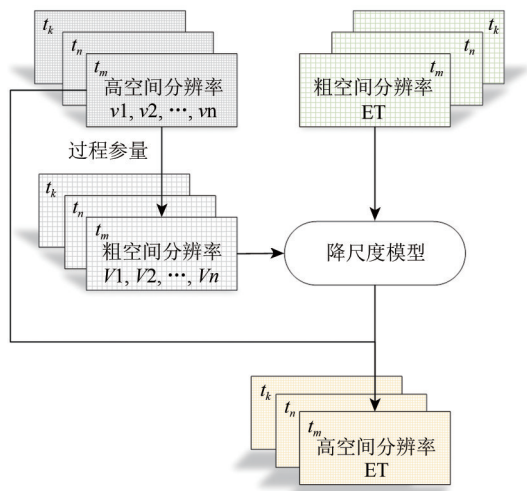 t_k
t_n
t_m
高空间分辨率
v1, v2, …, vn
t_k
t_n
t_m
粗空间分辨率
ET
过程参量
t_k
t_n
t_m
粗空间分辨率
V1, V2, …, Vn
降尺度模型
t_k
t_n
t_m
高空间分辨率
ET